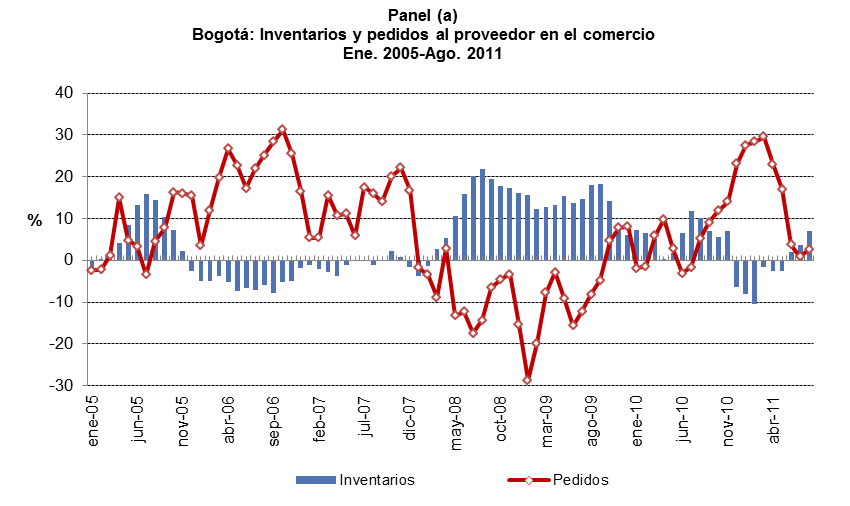 Panel (a)
Bogotá: Inventarios y pedidos al proveedor en el comercio
Ene. 2005-Ago. 2011
40
30
20
10
0
-10
-20
-30
%
ene-05
jun-05
nov-05
abr-06
sep-06
feb-07
jul-07
dic-07
may-08
oct-08
mar-09
ago-09
ene-10
jun-10
nov-10
abr-11
Inventarios
Pedidos